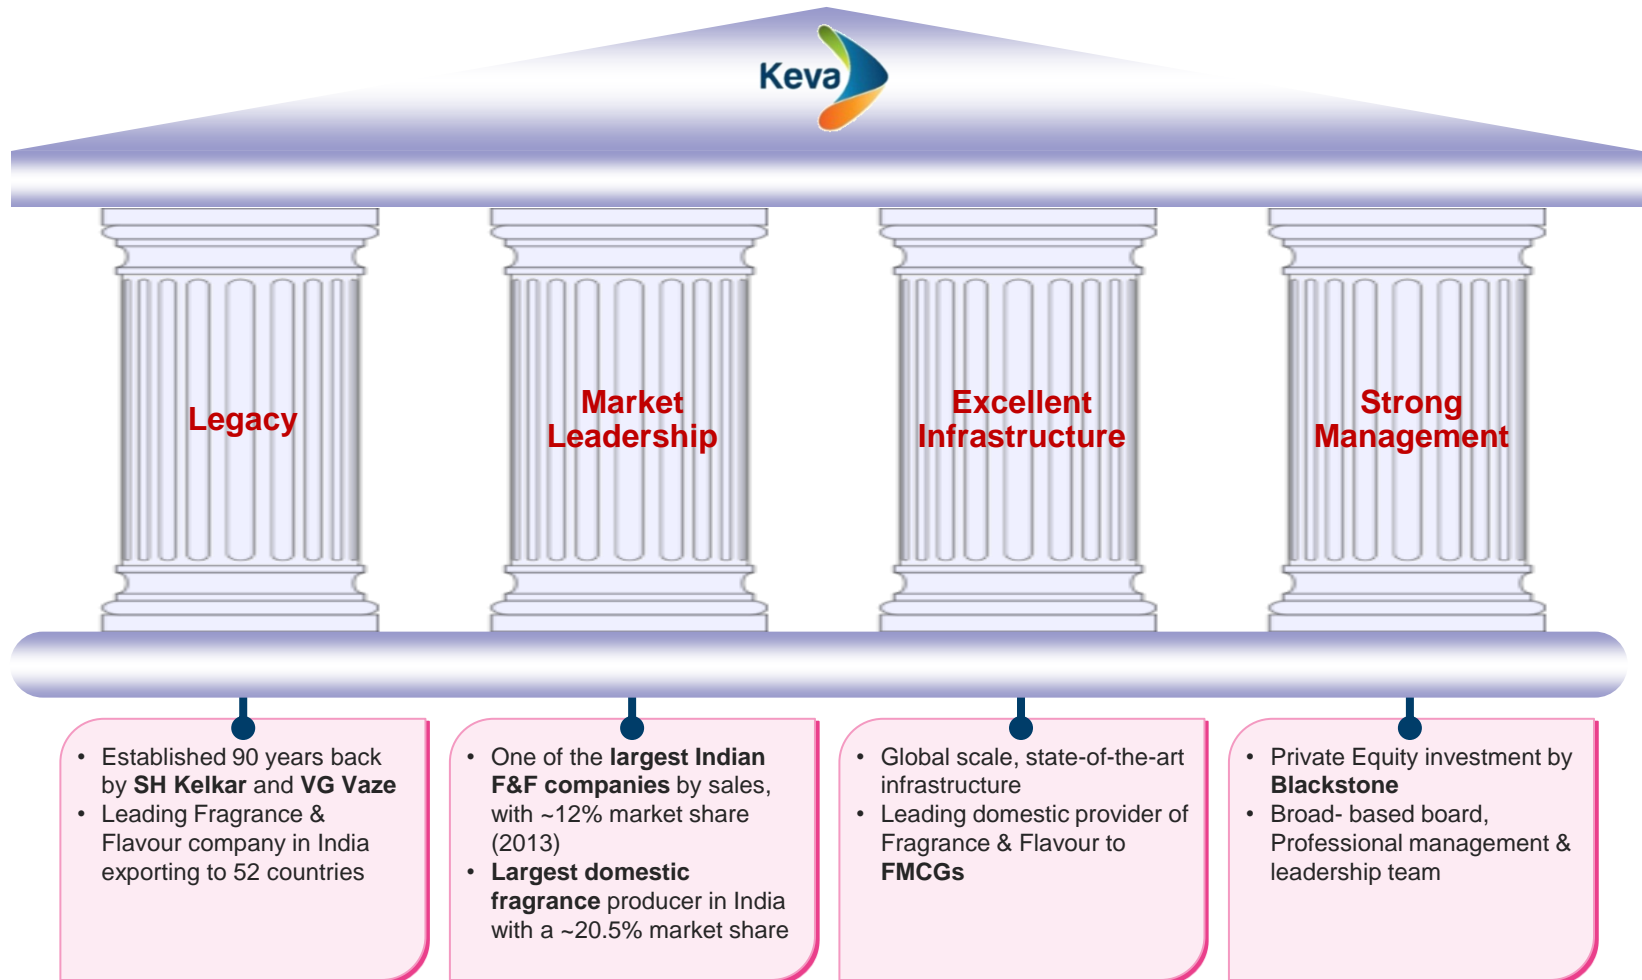 Keva
Legacy
Market
Leadership
Excellent
Infrastructure
Strong
Management
• Established 90 years back
by SH Kelkar and VG Vaze
• Leading Fragrance &
Flavour company in India
exporting to 52 countries
• One of the largest Indian
F&F companies by sales,
with ~12% market share
(2013)
• Largest domestic
fragrance producer in India
with a ~20.5% market share
• Global scale, state-of-the-art
infrastructure
• Leading domestic provider of
Fragrance & Flavour to
FMCGs
• Private Equity investment by
Blackstone
• Broad- based board,
Professional management &
leadership team